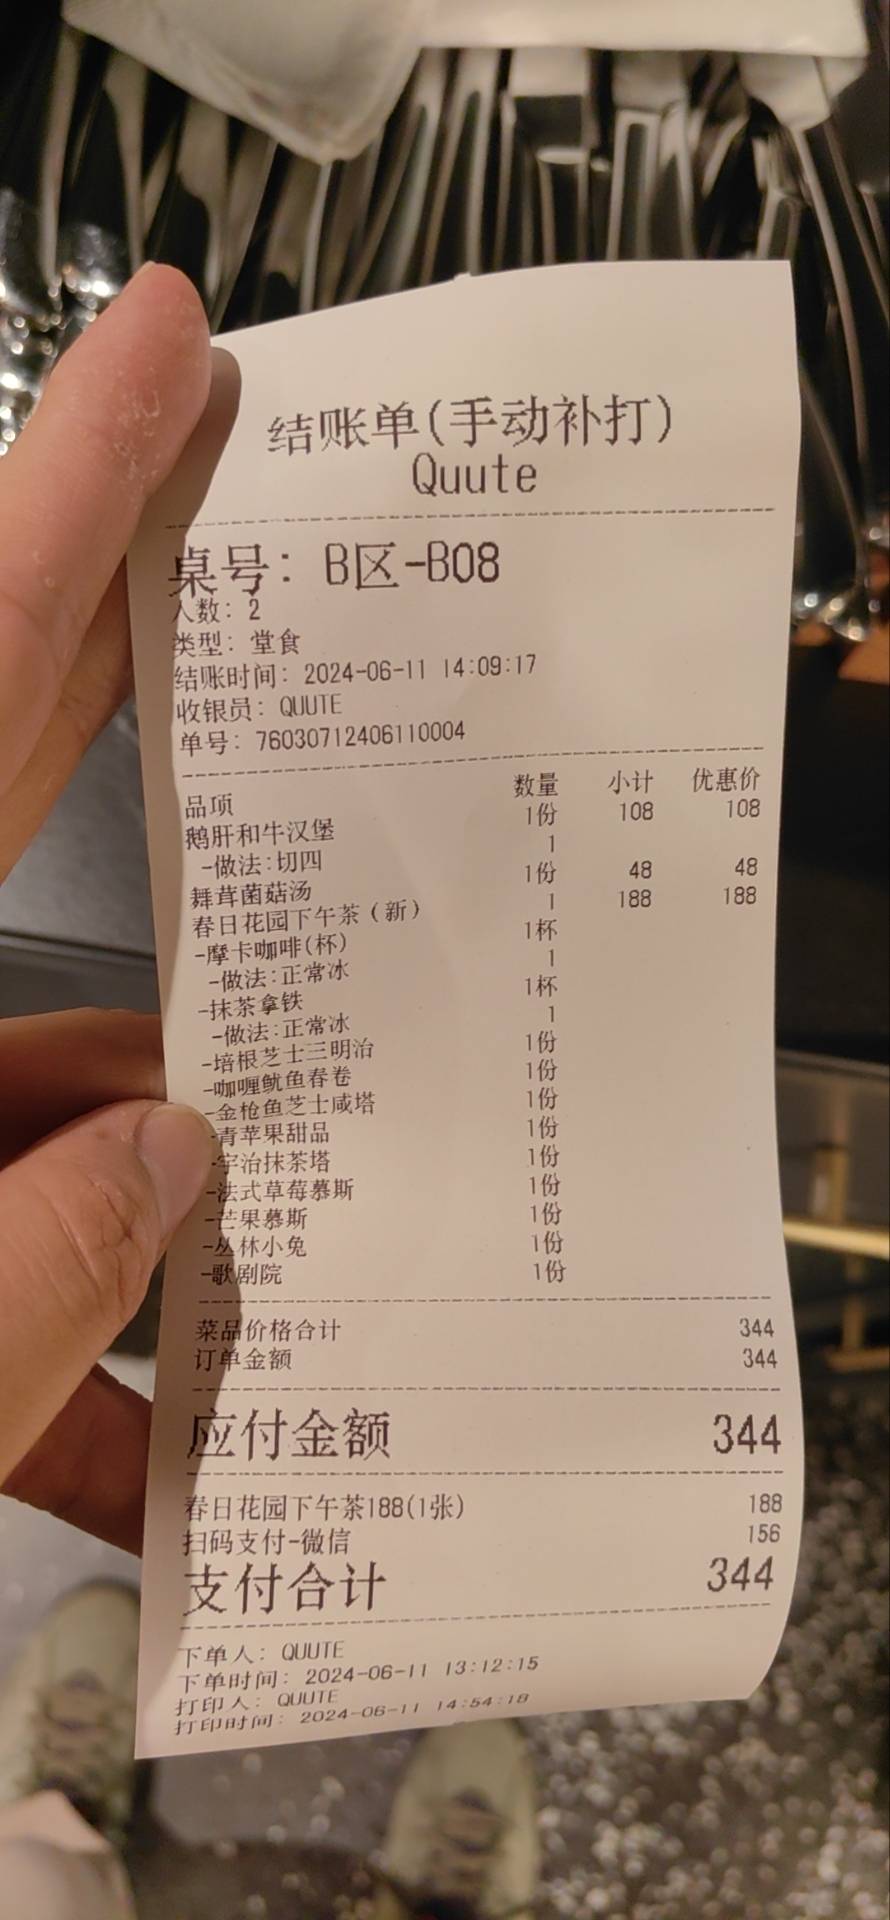 结账单(手动补打)
Quute
桌号: B区-B08
人数: 2
类型: 堂食
结账时间: 2024-06-11 14:09:17
收银员: QUUTE
单号: 76030712406110004
品项 数量 小计 优惠价
鹅肝和牛汉堡 1份 108 108
-做法:切四 1
舞茸菌菇汤 1份 48 48
春日花园下午茶(新) 1 188 188
-摩卡咖啡(杯) 1杯
-做法:正常冰 1
-抹茶拿铁 1杯
-做法:正常冰 1
-培根芝士三明治 1份
-咖喱鱿鱼春卷 1份
-金枪鱼芝士咸塔 1份
-青苹果甜品 1份
-宇治抹茶塔 1份
-法式草莓慕斯 1份
-芒果慕斯 1份
-丛林小兔 1份
-歌剧院 1份
菜品价格合计 344
订单金额 344
应付金额 344
春日花园下午茶188(1张) 188
扫码支付-微信 156
支付合计 344
下单人: QUUTE
下单时间: 2024-06-11 13:12:15
打印人: QUUTE
打印时间: 2024-06-11 14:54:18